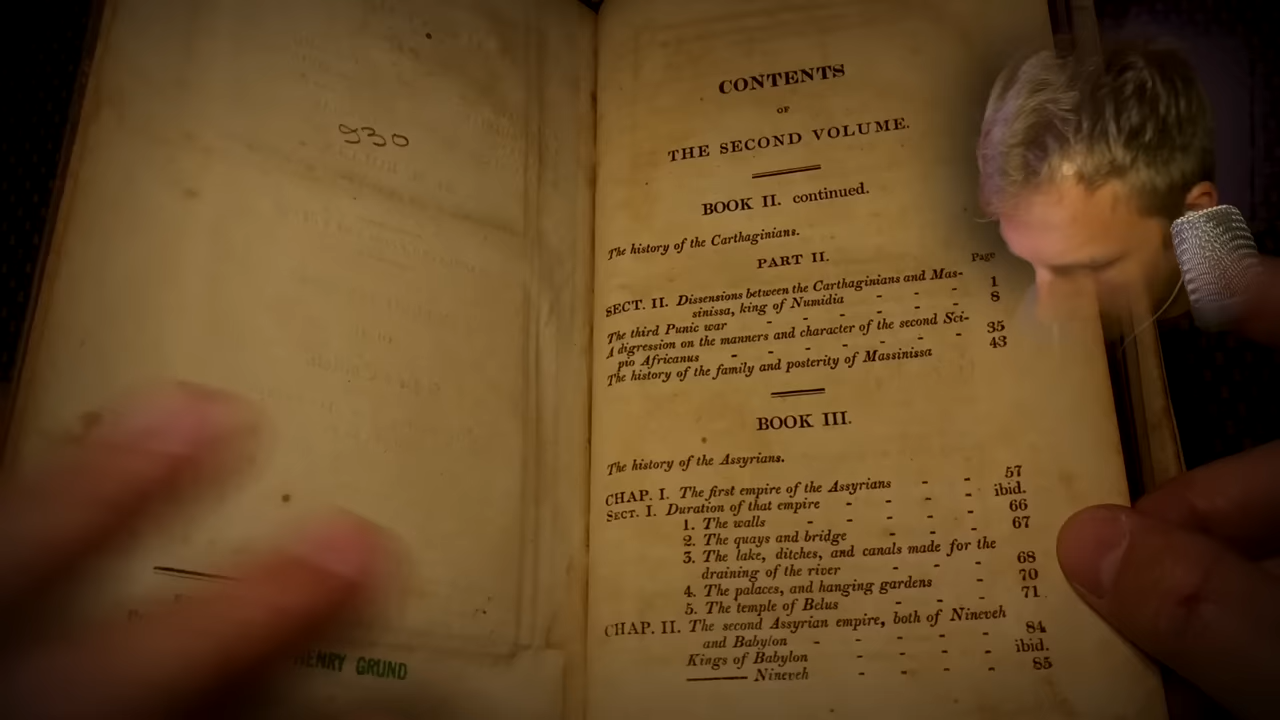 930
HENRY GRUND
CONTENTS
OF
THE SECOND VOLUME.
BOOK II. continued.
The history of the Carthaginians.
PART II.
Page
SECT. II. Dissensions between the Carthaginians and Mas-
sinissa, king of Numidia - - - - 1
The third Punic war - - - - - 8
A digression on the manners and character of the second Sci-
pio Africanus - - - - - - - 35
The history of the family and posterity of Massinissa 43
BOOK III.
The history of the Assyrians.
CHAP. I. The first empire of the Assyrians - - 57
SECT. I. Duration of that empire - - - - ibid.
1. The walls - - - - - 66
2. The quays and bridge - - - - 67
3. The lake, ditches, and canals made for the
draining of the river - - - 68
4. The palaces, and hanging gardens - 70
5. The temple of Belus - - - - 71
CHAP. II. The second Assyrian empire, both of Nineveh
and Babylon - - - - - 84
Kings of Babylon - - - - ibid.
——— Nineveh - - - - 85